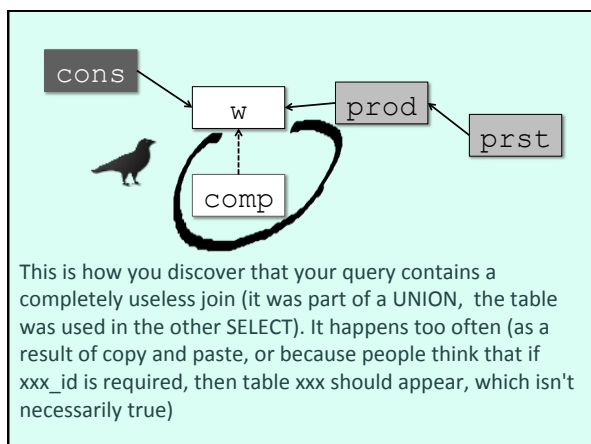 cons
w
prod
prst
comp
This is how you discover that your query contains a
completely useless join (it was part of a UNION,  the table
was used in the other SELECT). It happens too often (as a
result of copy and paste, or because people think that if
xxx_id is required, then table xxx should appear, which isn't
necessarily true)